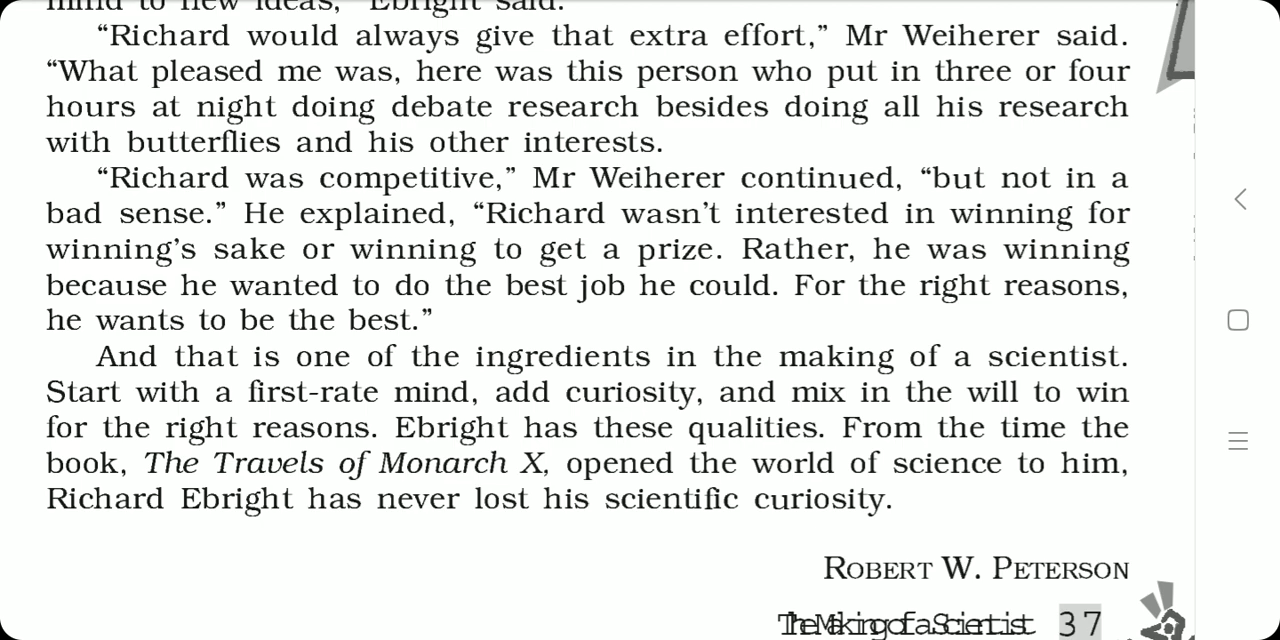 mind to new ideas,” Ebright said.
“Richard would always give that extra effort,” Mr Weiherer said.
“What pleased me was, here was this person who put in three or four
hours at night doing debate research besides doing all his research
with butterflies and his other interests.
“Richard was competitive,” Mr Weiherer continued, “but not in a
bad sense.” He explained, “Richard wasn’t interested in winning for
winning’s sake or winning to get a prize. Rather, he was winning
because he wanted to do the best job he could. For the right reasons,
he wants to be the best.”
And that is one of the ingredients in the making of a scientist.
Start with a first-rate mind, add curiosity, and mix in the will to win
for the right reasons. Ebright has these qualities. From the time the
book, The Travels of Monarch X, opened the world of science to him,
Richard Ebright has never lost his scientific curiosity.
ROBERT W. PETERSON
The Making of a Scientist 37